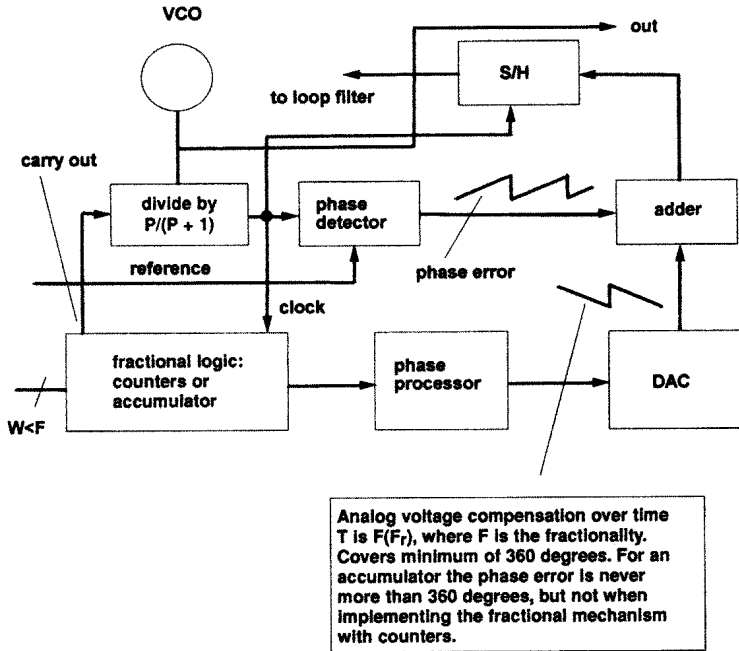 VCO
out
S/H
to loop filter
carry out
divide by
P/(P + 1)
phase
detector
adder
reference
phase error
clock
fractional logic:
counters or
accumulator
phase
processor
DAC
W<F
Analog voltage compensation over time
T is F(Fr), where F is the fractionality.
Covers minimum of 360 degrees. For an
accumulator the phase error is never
more than 360 degrees, but not when
implementing the fractional mechanism
with counters.